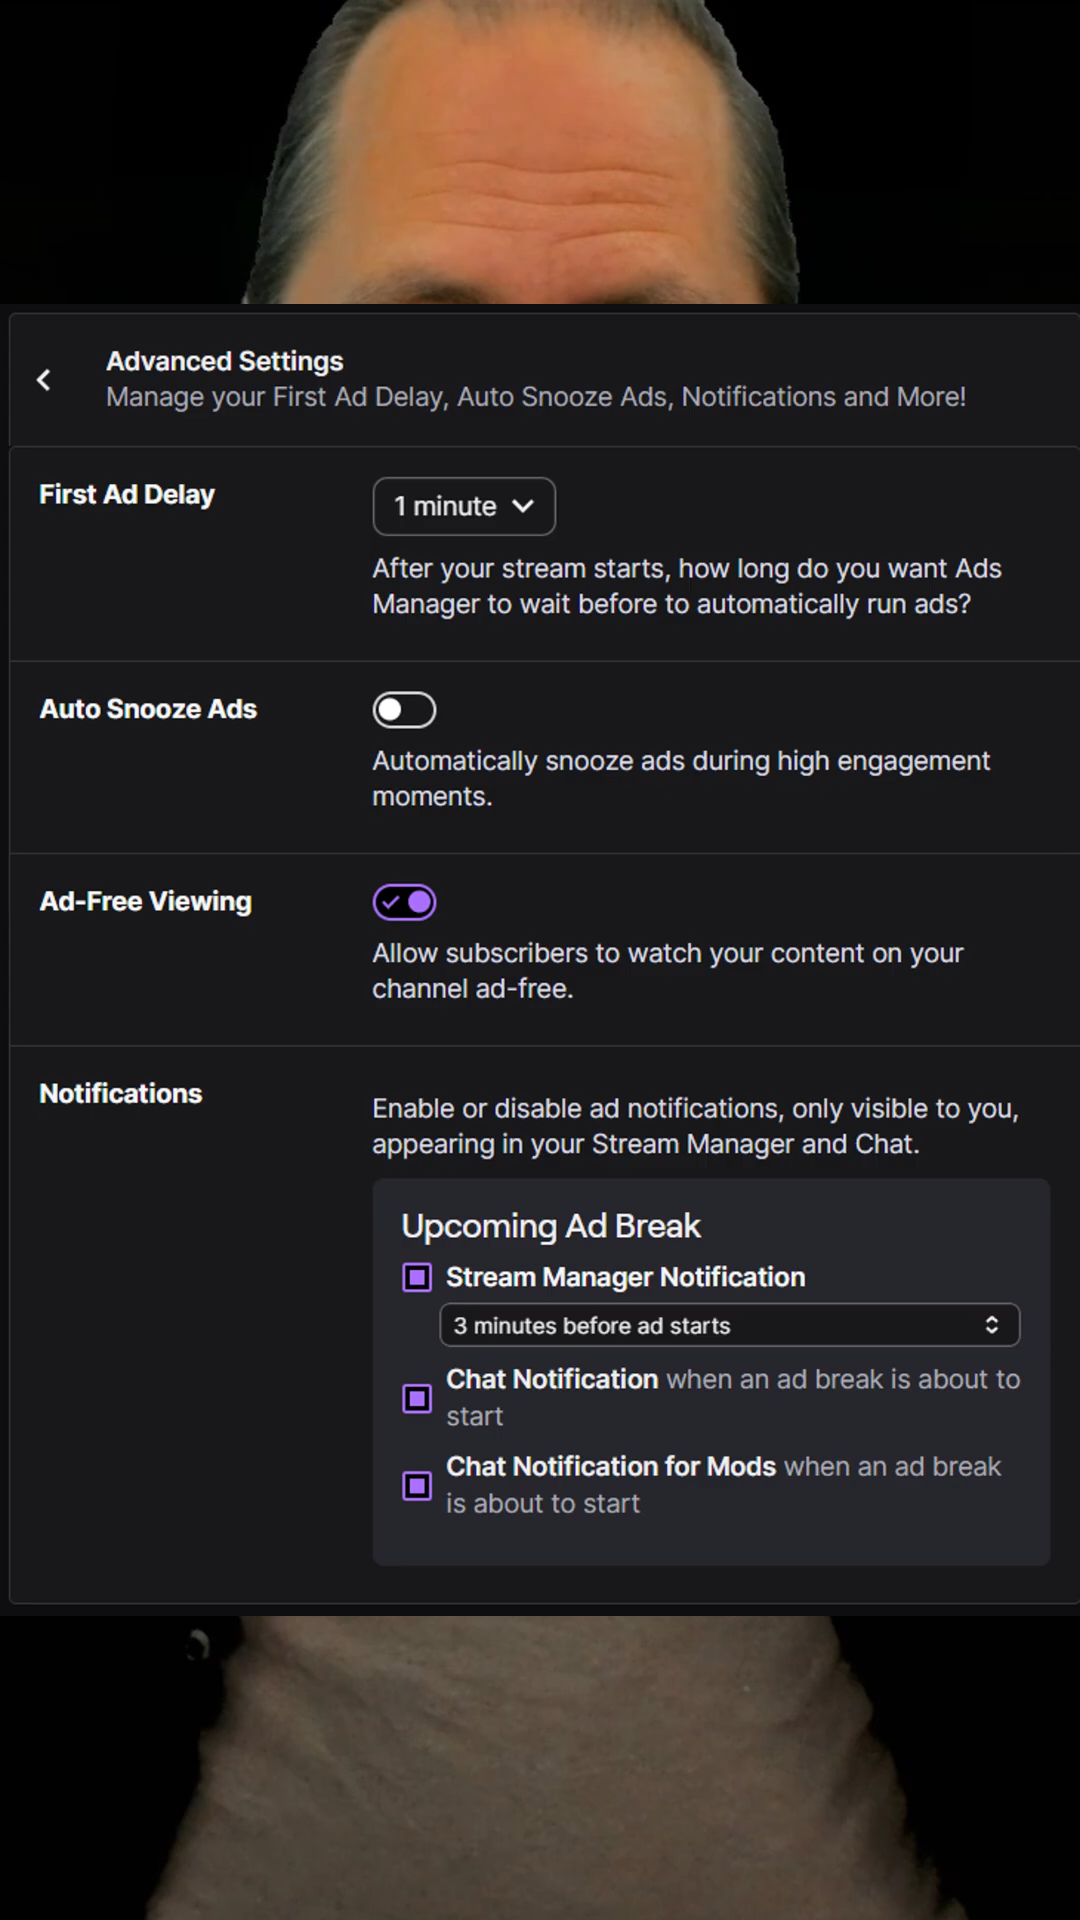 Advanced Settings
Manage your First Ad Delay, Auto Snooze Ads, Notifications and More!
First Ad Delay
1 minute
After your stream starts, how long do you want Ads
Manager to wait before to automatically run ads?
Auto Snooze Ads
Automatically snooze ads during high engagement
moments.
Ad-Free Viewing
Allow subscribers to watch your content on your
channel ad-free.
Notifications
Enable or disable ad notifications, only visible to you,
appearing in your Stream Manager and Chat.
Upcoming Ad Break
Stream Manager Notification
3 minutes before ad starts
Chat Notification when an ad break is about to
start
Chat Notification for Mods when an ad break
is about to start